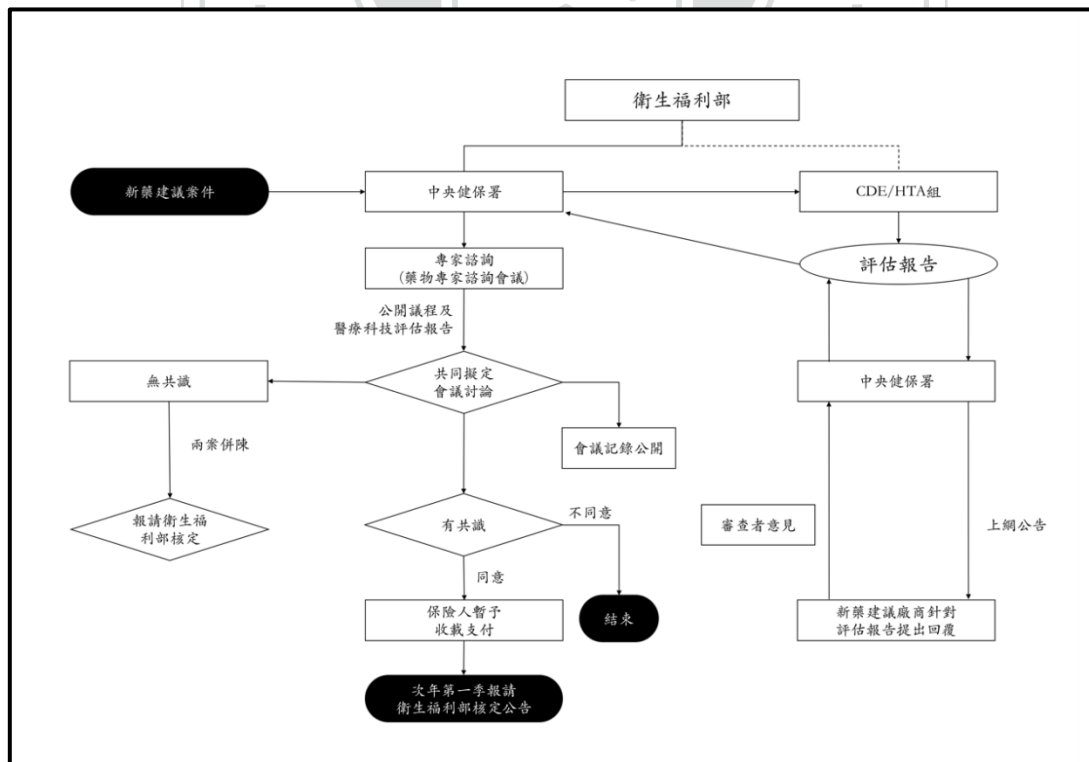 衛生福利部
新藥建議案件
中央健保署
CDE/HTA組
專家諮詢
(藥物專家諮詢會議)
評估報告
公開議程及
醫療科技評估報告
無共識
共同擬定
會議討論
中央健保署
兩案併陳
會議記錄公開
報請衛生福
利部核定
有共識
不同意
審查者意見
上網公告
同意
保險人暫予
收載支付
結束
新藥建議廠商針對
評估報告提出回覆
次年第一季報請
衛生福利部核定公告